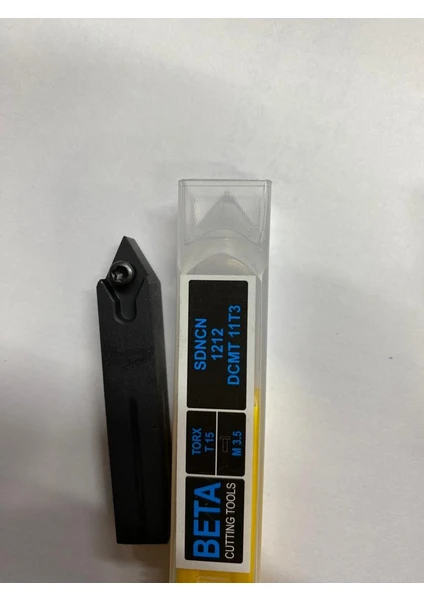 SDNCN
1212
DCMT 11T3
TORX
T 15
M 3.5
BETA
CUTTING TOOLS